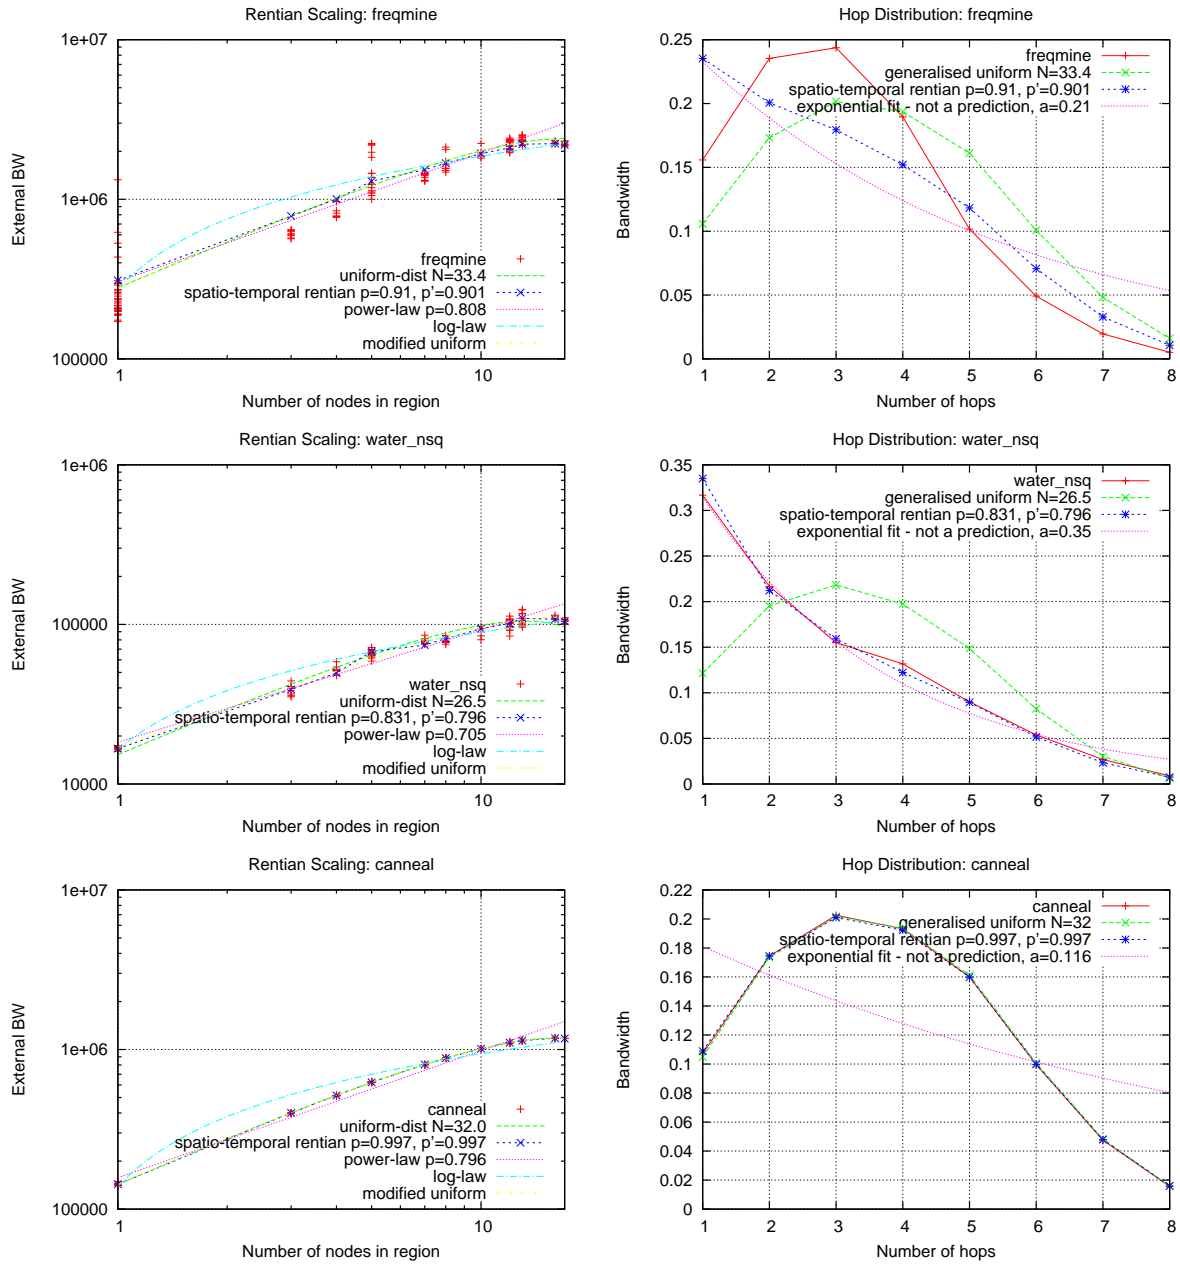 Rentian Scaling: freqmine
1e+07
1e+06
100000
External BW
freqmine
uniform-dist N=33.4
spatio-temporal rentian p=0.91, p'=0.901
power-law p=0.808
log-law
modified uniform
1 10
Number of nodes in region
Hop Distribution: freqmine
0.25
0.2
0.15
0.1
0.05
0
Bandwidth
freqmine
generalised uniform N=33.4
spatio-temporal rentian p=0.91, p'=0.901
exponential fit - not a prediction, a=0.21
1 2 3 4 5 6 7 8
Number of hops
Rentian Scaling: water_nsq
1e+06
100000
10000
External BW
water_nsq
uniform-dist N=26.5
spatio-temporal rentian p=0.831, p'=0.796
power-law p=0.705
log-law
modified uniform
1 10
Number of nodes in region
Hop Distribution: water_nsq
0.35
0.3
0.25
0.2
0.15
0.1
0.05
0
Bandwidth
water_nsq
generalised uniform N=26.5
spatio-temporal rentian p=0.831, p'=0.796
exponential fit - not a prediction, a=0.35
1 2 3 4 5 6 7 8
Number of hops
Rentian Scaling: canneal
1e+07
1e+06
100000
External BW
canneal
uniform-dist N=32.0
spatio-temporal rentian p=0.997, p'=0.997
power-law p=0.796
log-law
modified uniform
1 10
Number of nodes in region
Hop Distribution: canneal
0.22
0.2
0.18
0.16
0.14
0.12
0.1
0.08
0.06
0.04
0.02
0
Bandwidth
canneal
generalised uniform N=32
spatio-temporal rentian p=0.997, p'=0.997
exponential fit - not a prediction, a=0.116
1 2 3 4 5 6 7 8
Number of hops